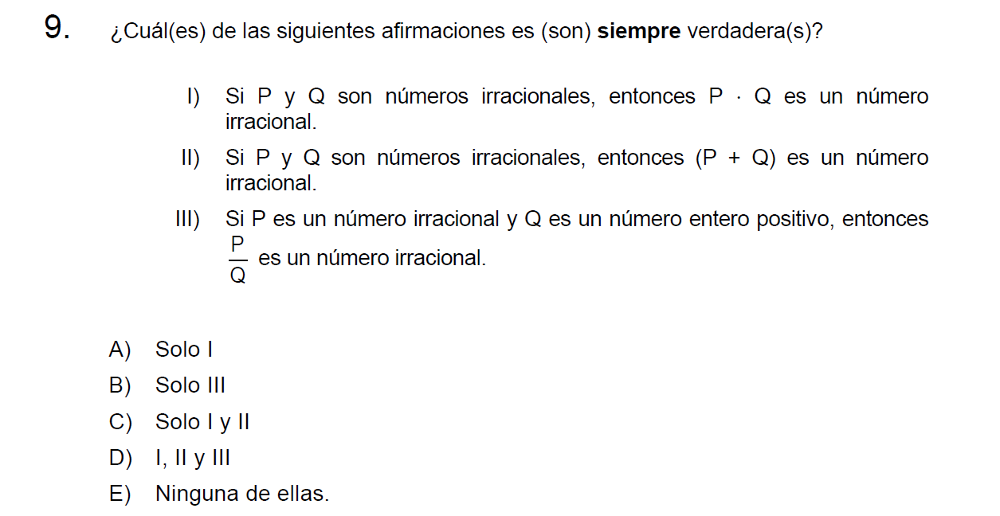 9. ¿Cuál(es) de las siguientes afirmaciones es (son) siempre verdadera(s)?
I) Si P y Q son números irracionales, entonces P · Q es un número
irracional.
II) Si P y Q son números irracionales, entonces (P + Q) es un número
irracional.
III) Si P es un número irracional y Q es un número entero positivo, entonces
P
es un número irracional.
Q
A) Solo I
B) Solo III
C) Solo I y II
D) I, II y III
E) Ninguna de ellas.